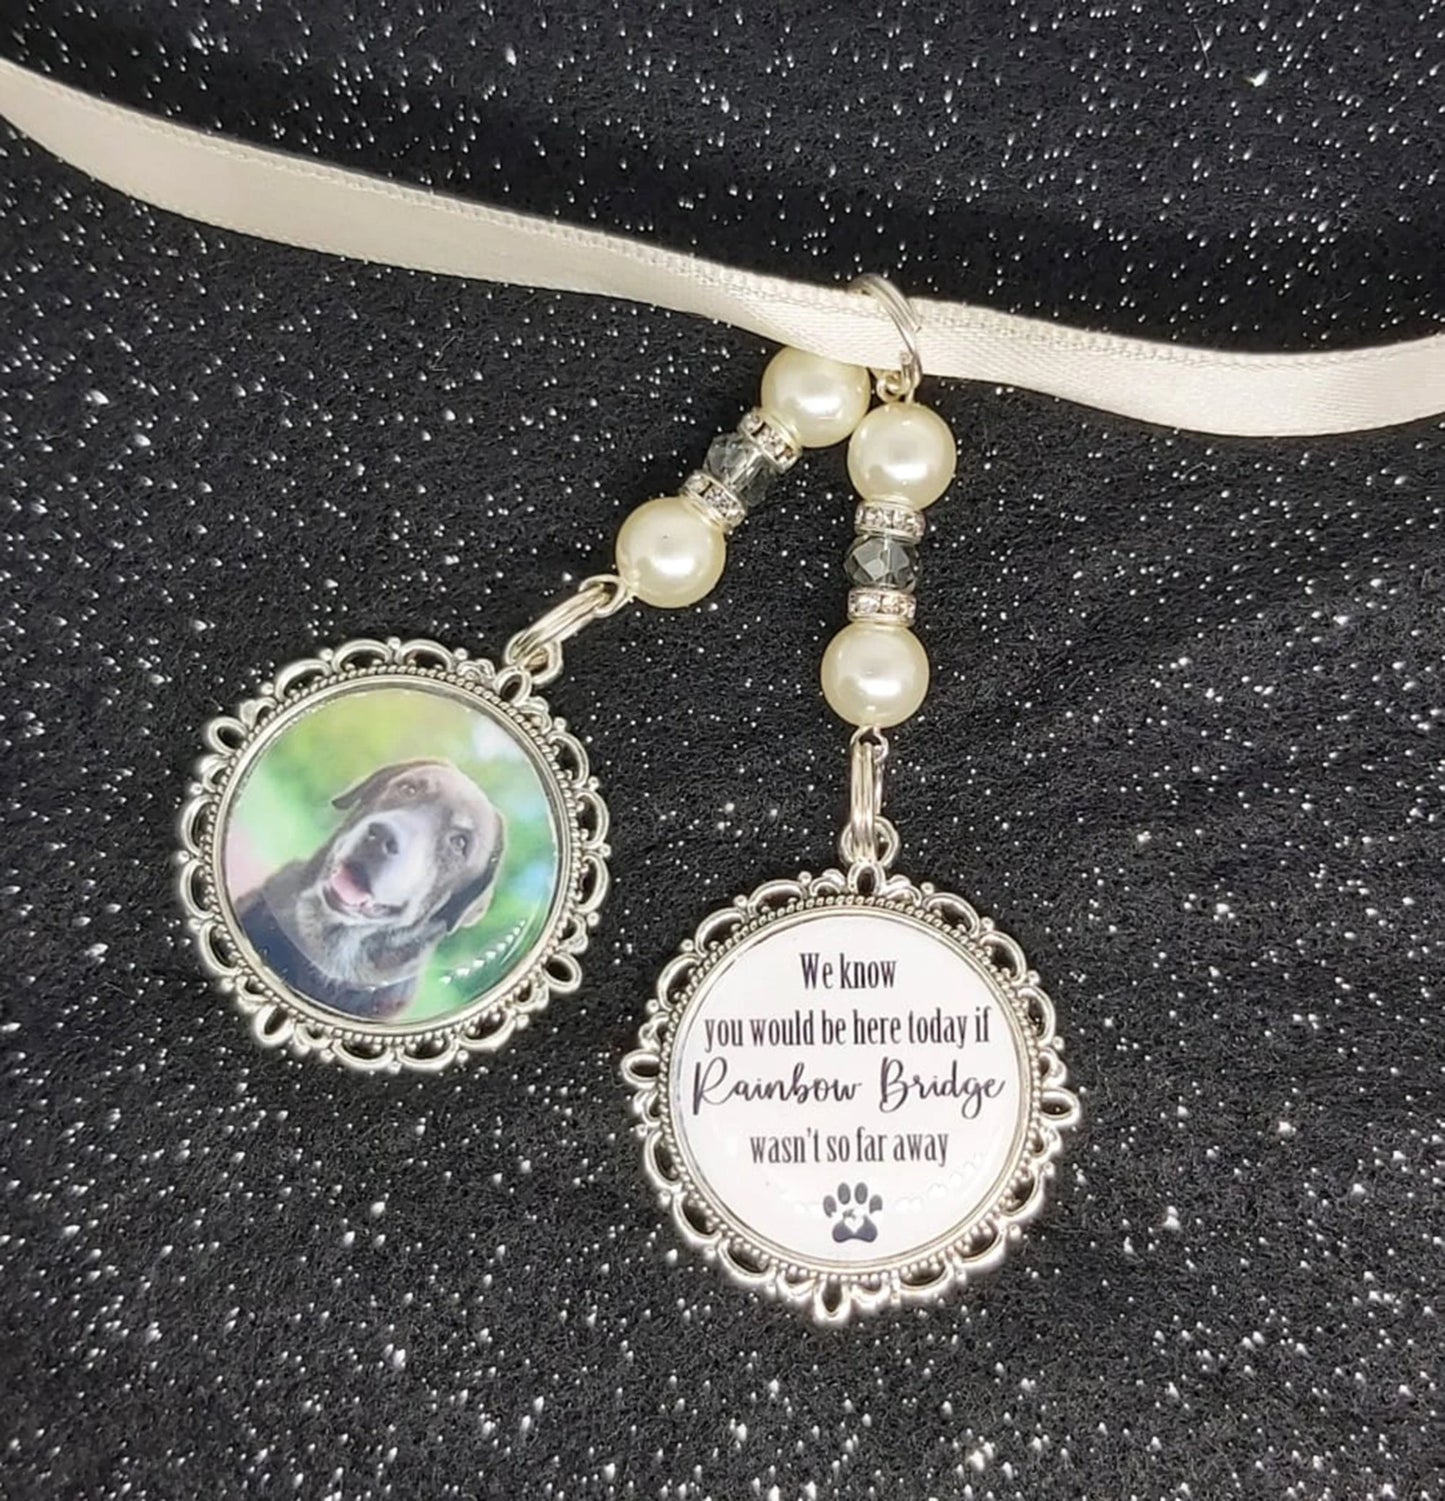 We know
you would be here today if
Rainbow Bridge
wasn't so far away